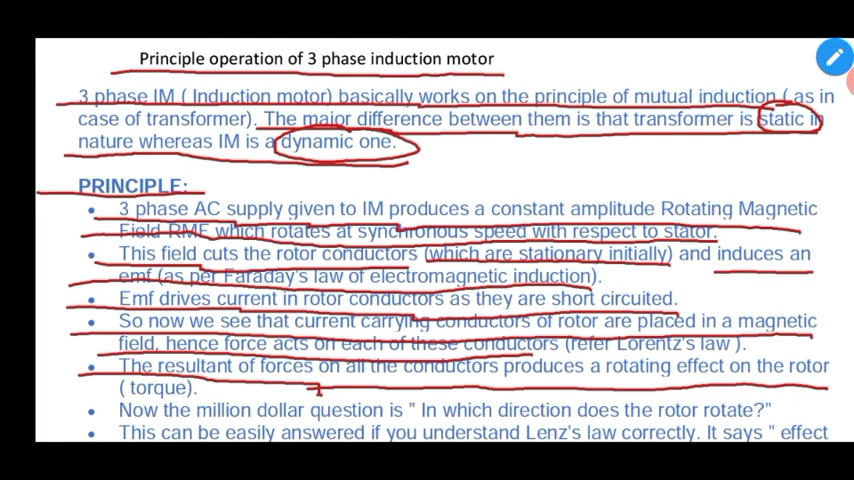 Principle operation of 3 phase induction motor
3 phase IM ( Induction motor) basically works on the principle of mutual induction ( as in
case of transformer). The major difference between them is that transformer is static in
nature whereas IM is a dynamic one.
PRINCIPLE:
• 3 phase AC supply given to IM produces a constant amplitude Rotating Magnetic
Field RMF which rotates at synchronous speed with respect to stator.
• This field cuts the rotor conductors (which are stationary initially) and induces an
emf (as per Faraday's law of electromagnetic induction).
• Emf drives current in rotor conductors as they are short circuited.
• So now we see that current carrying conductors of rotor are placed in a magnetic
field, hence force acts on each of these conductors (refer Lorentz's law ).
• The resultant of forces on all the conductors produces a rotating effect on the rotor
( torque).
• Now the million dollar question is " In which direction does the rotor rotate?"
• This can be easily answered if you understand Lenz's law correctly. It says " effect